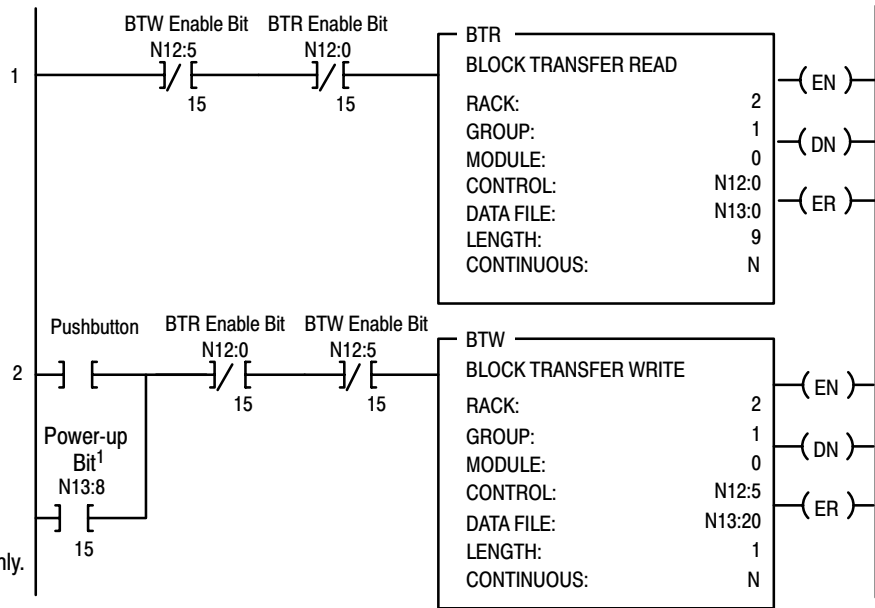 BTW Enable Bit BTR Enable Bit
N12:5 N12:0
15 15
1
BTR
BLOCK TRANSFER READ
RACK: 2
GROUP: 1
MODULE: 0
CONTROL: N12:0
DATA FILE: N13:0
LENGTH: 9
CONTINUOUS: N
EN
DN
ER
Pushbutton BTR Enable Bit BTW Enable Bit
N12:0 N12:5
15 15
2
Power-up
Bit1
N13:8
15
nly.
BTW
BLOCK TRANSFER WRITE
RACK: 2
GROUP: 1
MODULE: 0
CONTROL: N12:5
DATA FILE: N13:20
LENGTH: 1
CONTINUOUS: N
EN
DN
ER